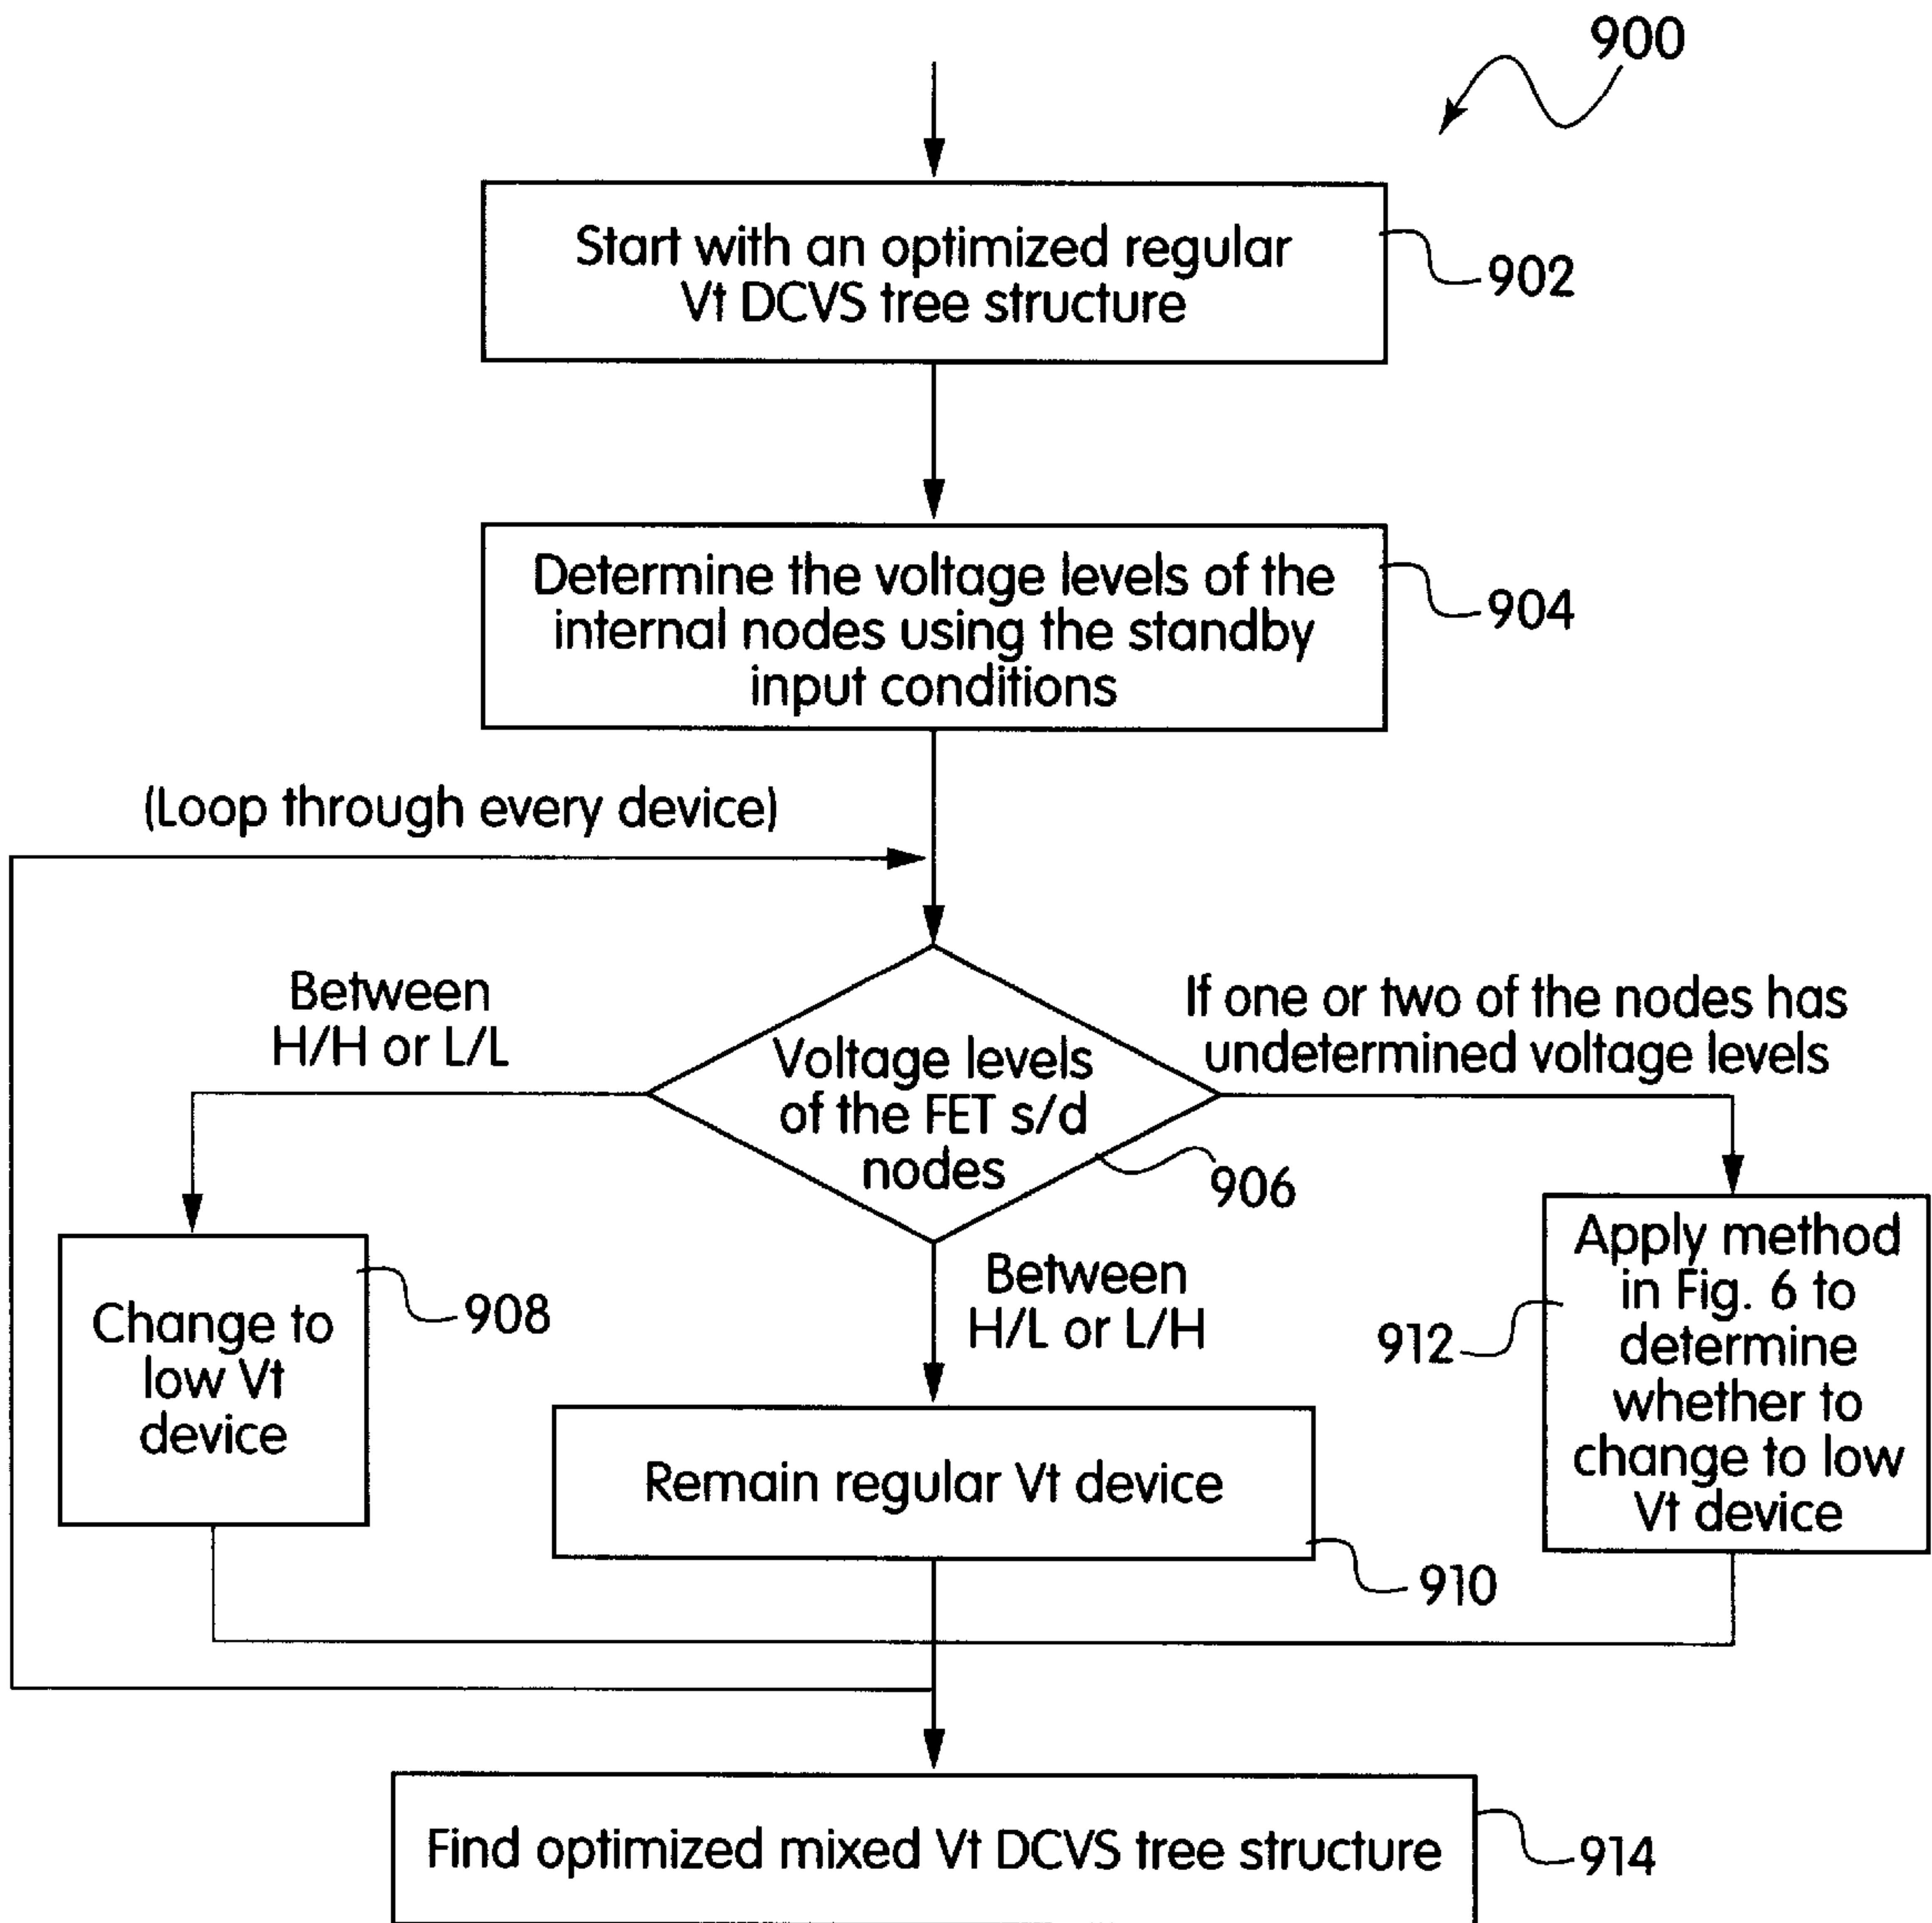 900
Start with an optimized regular
Vt DCVS tree structure
902
Determine the voltage levels of the
internal nodes using the standby
input conditions
904
(Loop through every device)
Between
H/H or L/L
If one or two of the nodes has
undetermined voltage levels
Voltage levels
of the FET s/d
nodes
906
Between
H/L or L/H
Change to
low Vt
device
908
Remain regular Vt device
910
Apply method
in Fig. 6 to
determine
whether to
change to low
Vt device
912
Find optimized mixed Vt DCVS tree structure
914